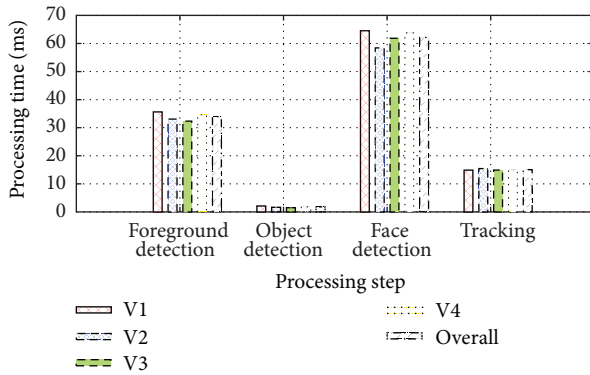 70
60
50
40
30
20
10
0
Processing time (ms)
Foreground detection
Object detection
Face detection
Tracking
Processing step
V1
V2
V3
V4
Overall